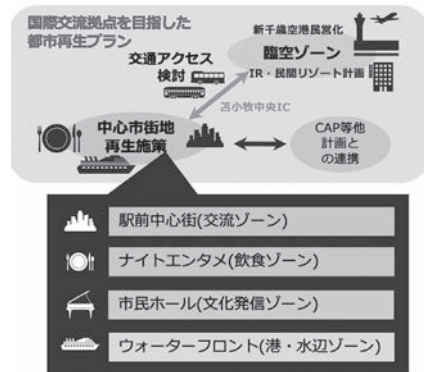 国際交流拠点を目指した
都市再生プラン
新千歳空港民営化
臨空ゾーン
IR・民間リゾート計画
交通アクセス
検討
苫小牧中央IC
中心市街地
再生施策
CAP等他
計画と
の連携
駅前中心街(交流ゾーン)
ナイトエンタメ(飲食ゾーン)
市民ホール(文化発信ゾーン)
ウォーターフロント(港・水辺ゾーン)